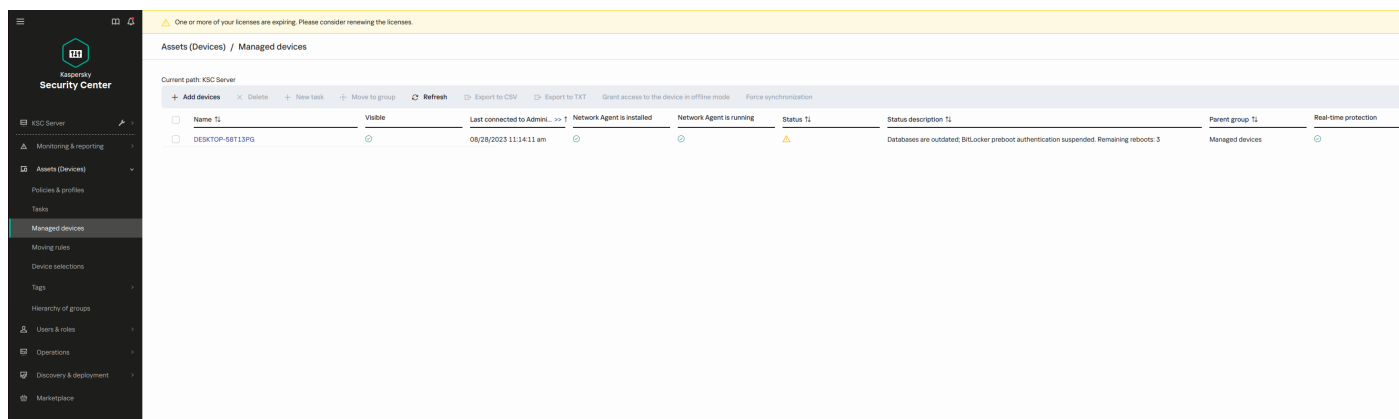 One or more of your licenses are expiring. Please consider renewing the licenses.
Kaspersky
Security Center
KSC Server
Monitoring & reporting
Assets (Devices)
Policies & profiles
Tasks
Managed devices
Moving rules
Device selections
Tags
Hierarchy of groups
Users & roles
Operations
Discovery & deployment
Marketplace
Assets (Devices) / Managed devices
Current path: KSC Server
+ Add devices × Delete + New task Move to group Refresh Export to CSV Export to TXT Grant access to the device in offline mode Force synchronization
Name Visible Last connected to Admini... >> Network Agent is installed Network Agent is running Status Status description Parent group Real-time protection
DESKTOP-58T13PG 08/28/2023 11:14:11 am Databases are outdated; BitLocker preboot authentication suspended. Remaining reboots: 3 Managed devices